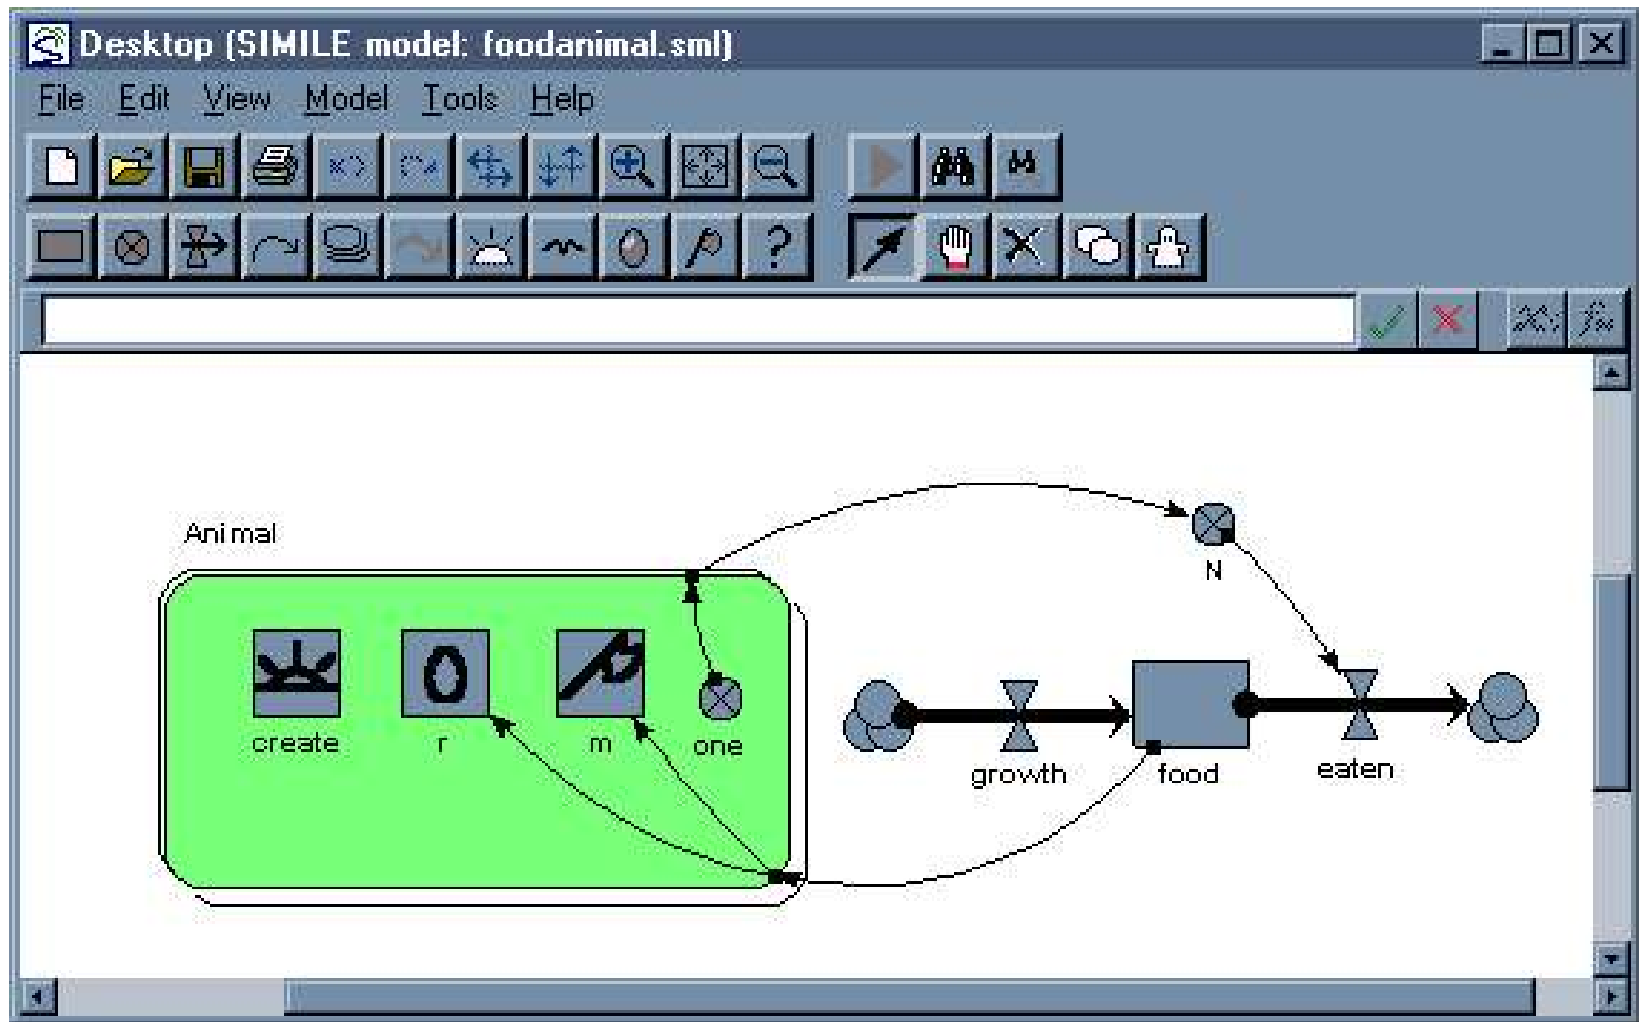 Desktop (SIMILE model: foodanimal.sml)
File Edit View Model Tools Help
?
Animal
N
create r m one
growth food eaten